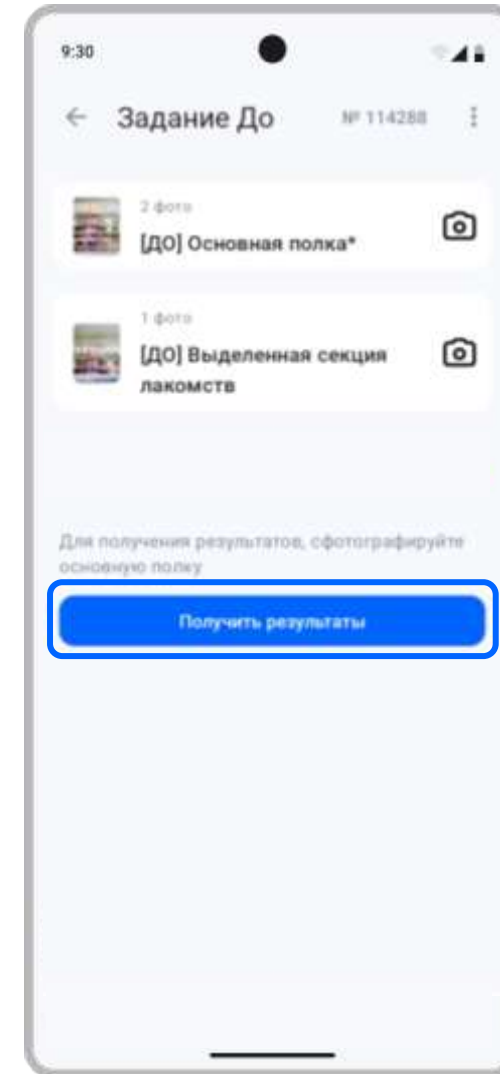 9:30
Задание До № 114288
2 фото
[ДО] Основная полка*
1 фото
[ДО] Выделенная секция
лакомств
Для получения результатов, сфотографируйте
основную полку
Получить результаты